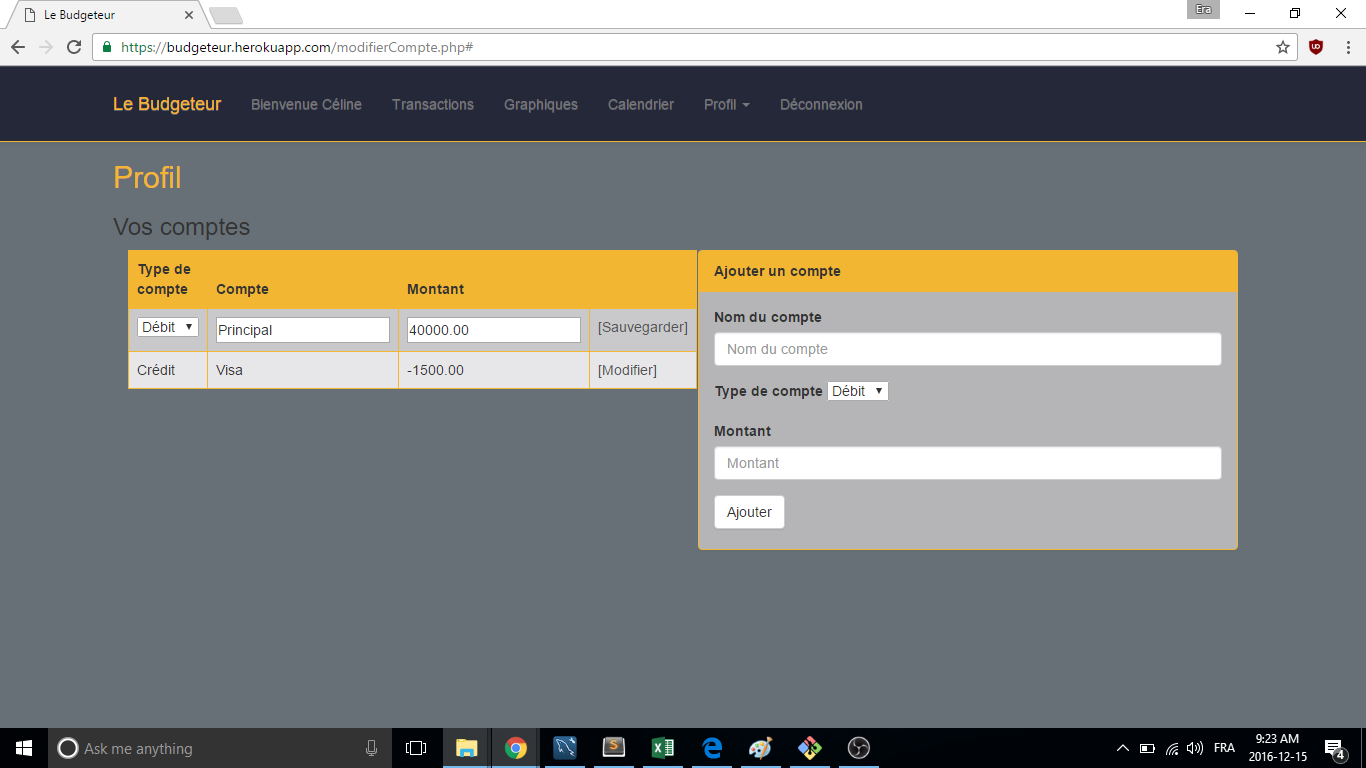 Le Budgeteur
Era
https://budgeteur.herokuapp.com/modifierCompte.php#
Le Budgeteur Bienvenue Céline Transactions Graphiques Calendrier Profil Déconnexion
Profil
Vos comptes
Type de compte Compte Montant
Débit Principal 40000.00 [Sauvegarder]
Crédit Visa -1500.00 [Modifier]
Ajouter un compte
Nom du compte
Nom du compte
Type de compte Débit
Montant
Montant
Ajouter
Ask me anything
FRA
9:23 AM
2016-12-15
4